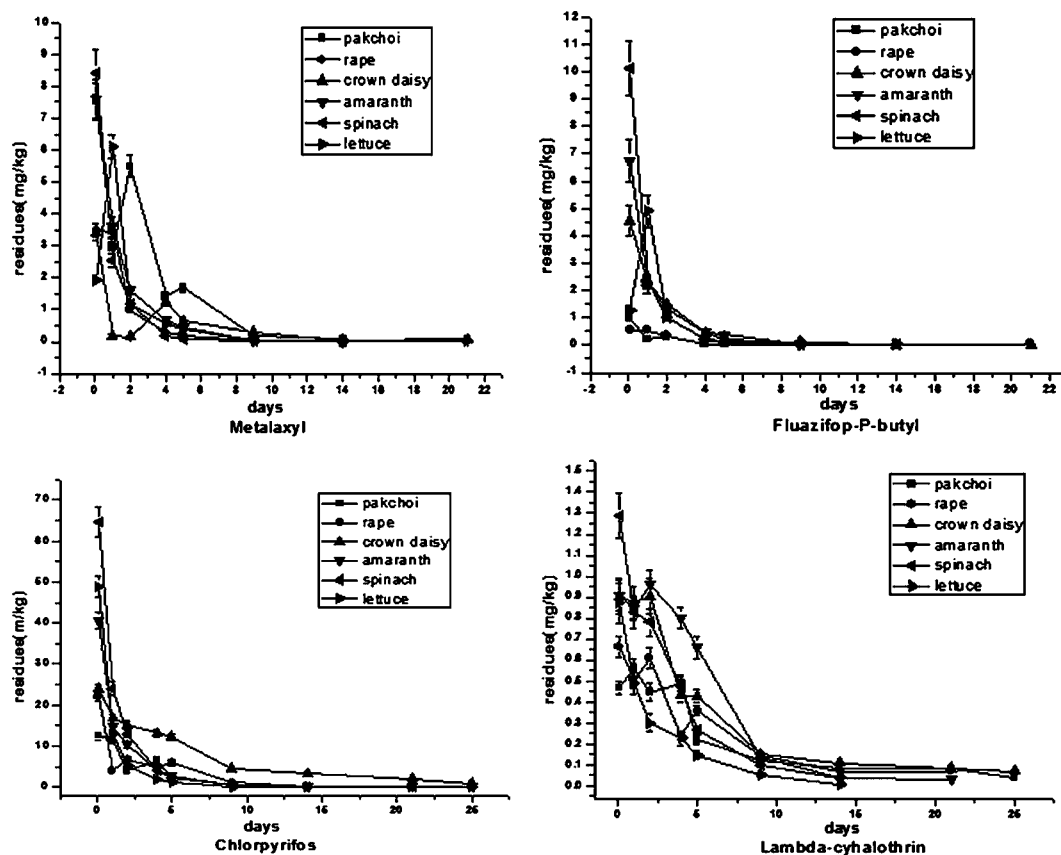 10
9
8
7
6
5
4
3
2
1
0
-1
residues(mg/kg)
pakchoi
rape
crown daisy
amaranth
spinach
lettuce
-2 0 2 4 6 8 10 12 14 16 18 20 22
days
Metalaxyl
12
11
10
9
8
7
6
5
4
3
2
1
0
-1
residues(mg/kg)
pakchoi
rape
crown daisy
amaranth
spinach
lettuce
-2 0 2 4 6 8 10 12 14 16 18 20 22
days
Fluazifop-P-butyl
70
60
50
40
30
20
10
0
residues(m/kg)
pakchoi
rape
crown daisy
amaranth
spinach
lettuce
0 5 10 15 20 25
days
Chlorpyrifos
1.5
1.4
1.3
1.2
1.1
1.0
0.9
0.8
0.7
0.6
0.5
0.4
0.3
0.2
0.1
0.0
residues(mg/kg)
pakchoi
rape
crown daisy
amaranth
spinach
lettuce
0 5 10 15 20 25
days
Lambda-cyhalothrin